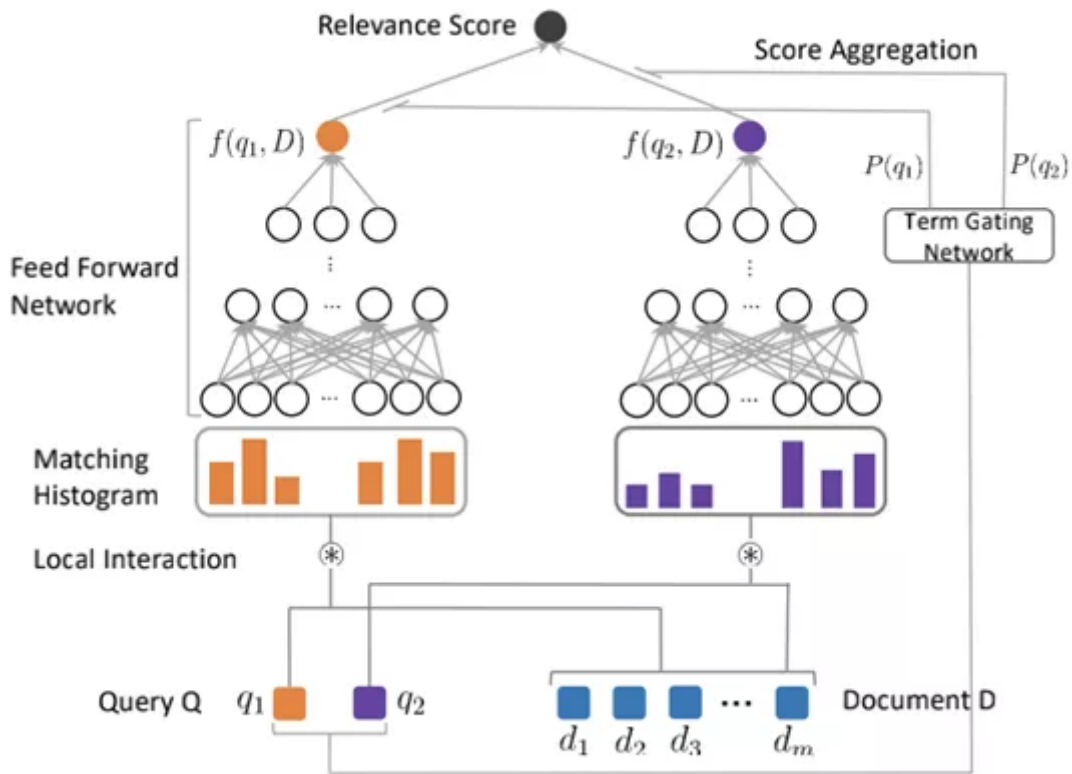 Relevance Score
Score Aggregation
f(q₁, D)
f(q₂, D)
P(q₁)
P(q₂)
Term Gating
Network
Feed Forward
Network
...
...
...
...
...
...
Matching
Histogram
Local Interaction
Query Q
q₁
q₂
Document D
d₁
d₂
d₃
...
dₘ